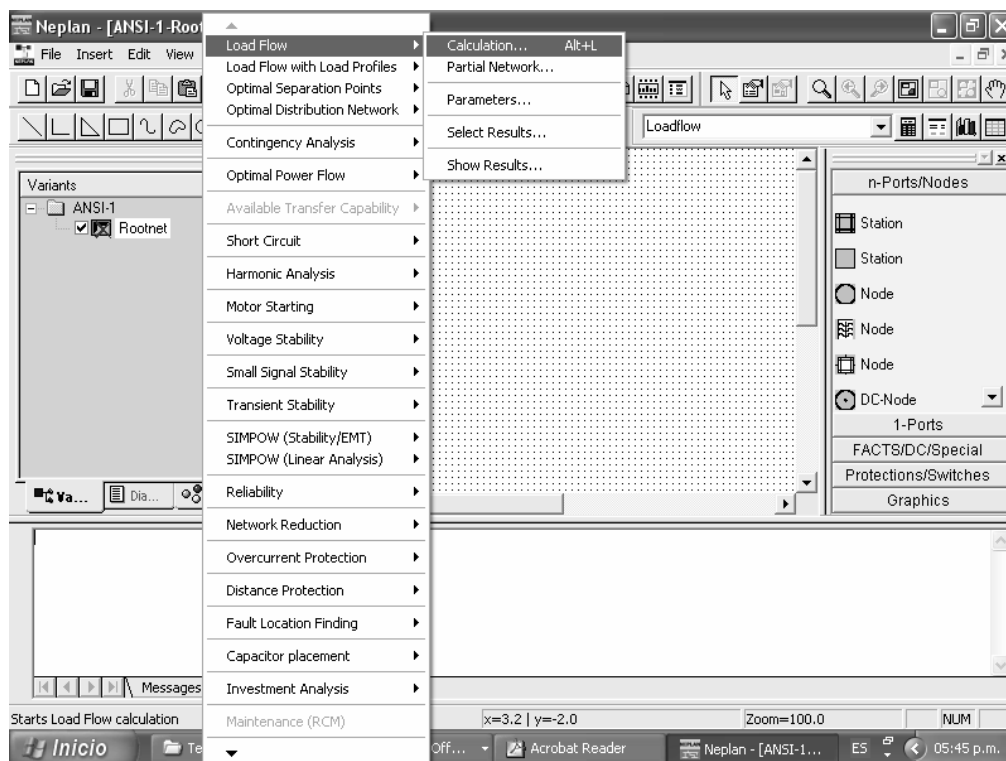 Neplan - [ANSI-1-Root
File Insert Edit View
Loadflow
Variants
ANSI-1
Rootnet
Va... Dia...
Load Flow
Load Flow with Load Profiles
Optimal Separation Points
Optimal Distribution Network
Contingency Analysis
Optimal Power Flow
Available Transfer Capability
Short Circuit
Harmonic Analysis
Motor Starting
Voltage Stability
Small Signal Stability
Transient Stability
SIMPOW (Stability/EMT)
SIMPOW (Linear Analysis)
Reliability
Network Reduction
Overcurrent Protection
Distance Protection
Fault Location Finding
Capacitor placement
Investment Analysis
Maintenance (RCM)
Calculation... Alt+L
Partial Network...
Parameters...
Select Results...
Show Results...
n-Ports/Nodes
Station
Station
Node
Node
Node
DC-Node
1-Ports
FACTS/DC/Special
Protections/Switches
Graphics
Messages
Starts Load Flow calculation x=3.2 | y=-2.0 Zoom=100.0 NUM
Inicio Te Off... Acrobat Reader Neplan - [ANSI-1... ES 05:45 p.m.